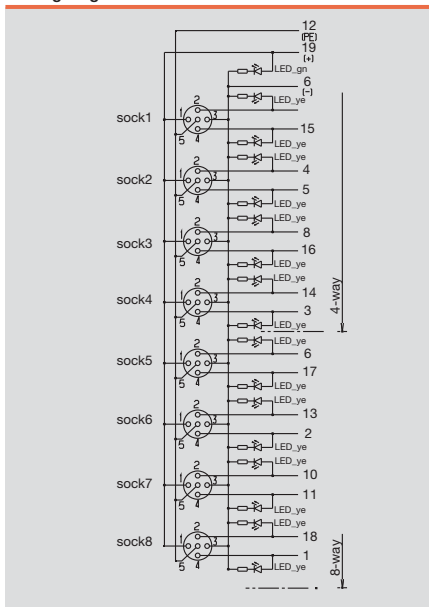 12
(PE)
19
(+)
LED_gn
6
(-)
LED_ye
2
sock1 1 3
15
5 4 LED_ye
LED_ye
2 4
sock2 1 3
5
5 4 LED_ye
LED_ye
2 8
sock3 1 3
16
5 4 LED_ye
LED_ye
2 14
sock4 1 3
3
5 4 LED_ye
4-way
LED_ye
2 6
sock5 1 3
17
5 4 LED_ye
LED_ye
2 13
sock6 1 3
2
5 4 LED_ye
LED_ye
2 10
sock7 1 3
11
5 4 LED_ye
LED_ye
2 18
sock8 1 3
1
5 4 LED_ye
8-way